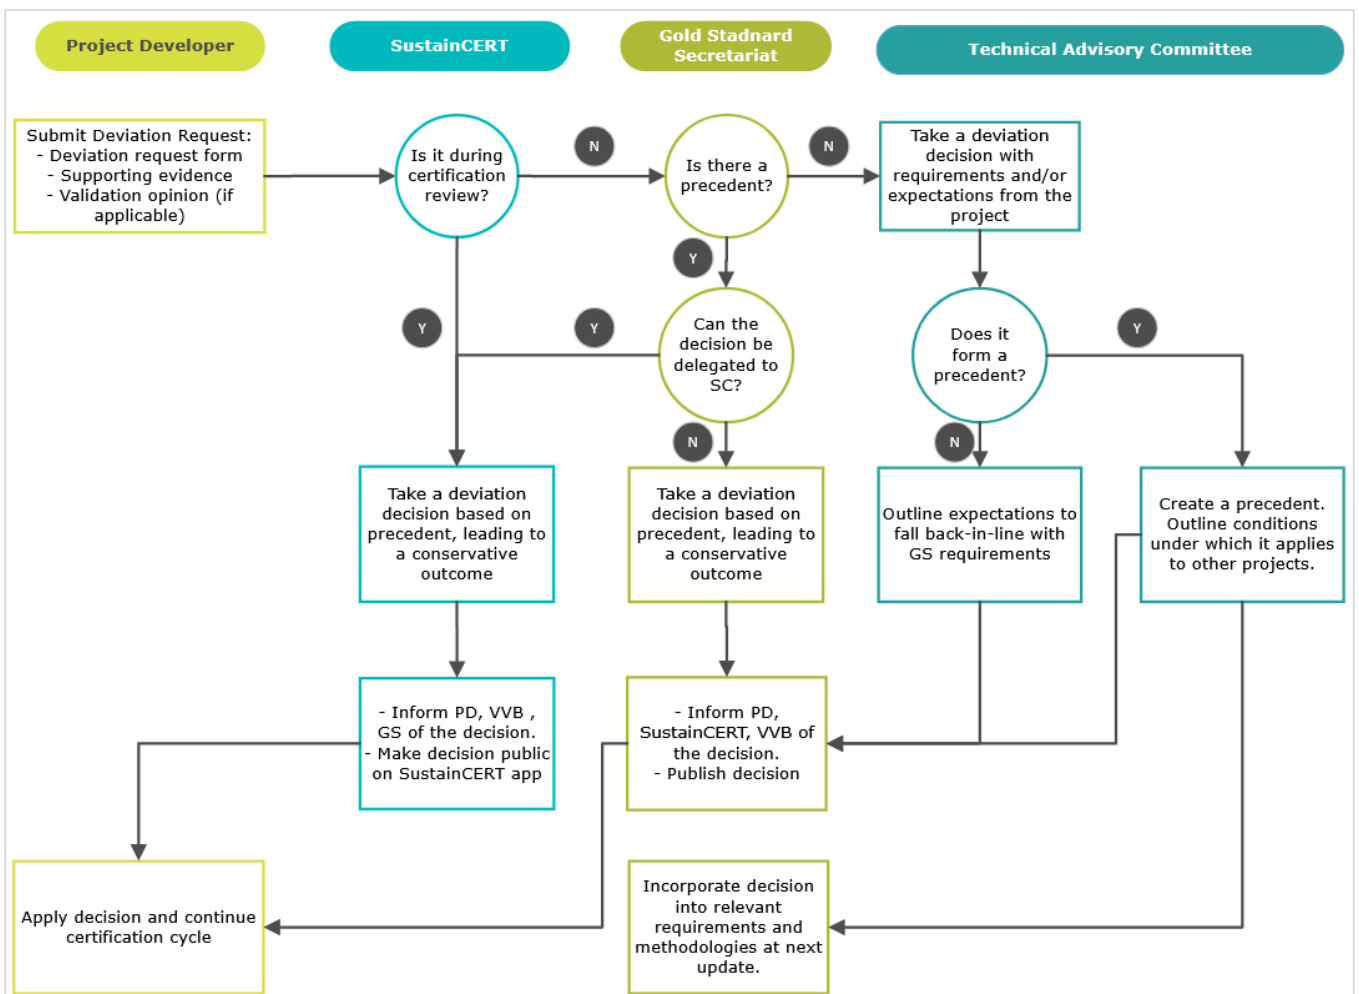 Project Developer
SustainCERT
Gold Stadnard
Secretariat
Technical Advisory Committee
Submit Deviation Request:
- Deviation request form
- Supporting evidence
- Validation opinion (if
applicable)
Is it during
certification
review?
N
Is there a
precedent?
N
Take a deviation
decision with
requirements and/or
expectations from the
project
Y
Y
Y
Can the
decision be
delegated to
SC?
Does it
form a
precedent?
Y
N
N
Take a deviation
decision based on
precedent, leading to
a conservative
outcome
Take a deviation
decision based on
precedent, leading to
a conservative
outcome
Outline expectations to
fall back-in-line with
GS requirements
Create a precedent.
Outline conditions
under which it applies
to other projects.
- Inform PD, VVB ,
GS of the decision.
- Make decision public
on SustainCERT app
- Inform PD,
SustainCERT, VVB of
the decision.
- Publish decision
Apply decision and continue
certification cycle
Incorporate decision
into relevant
requirements and
methodologies at next
update.